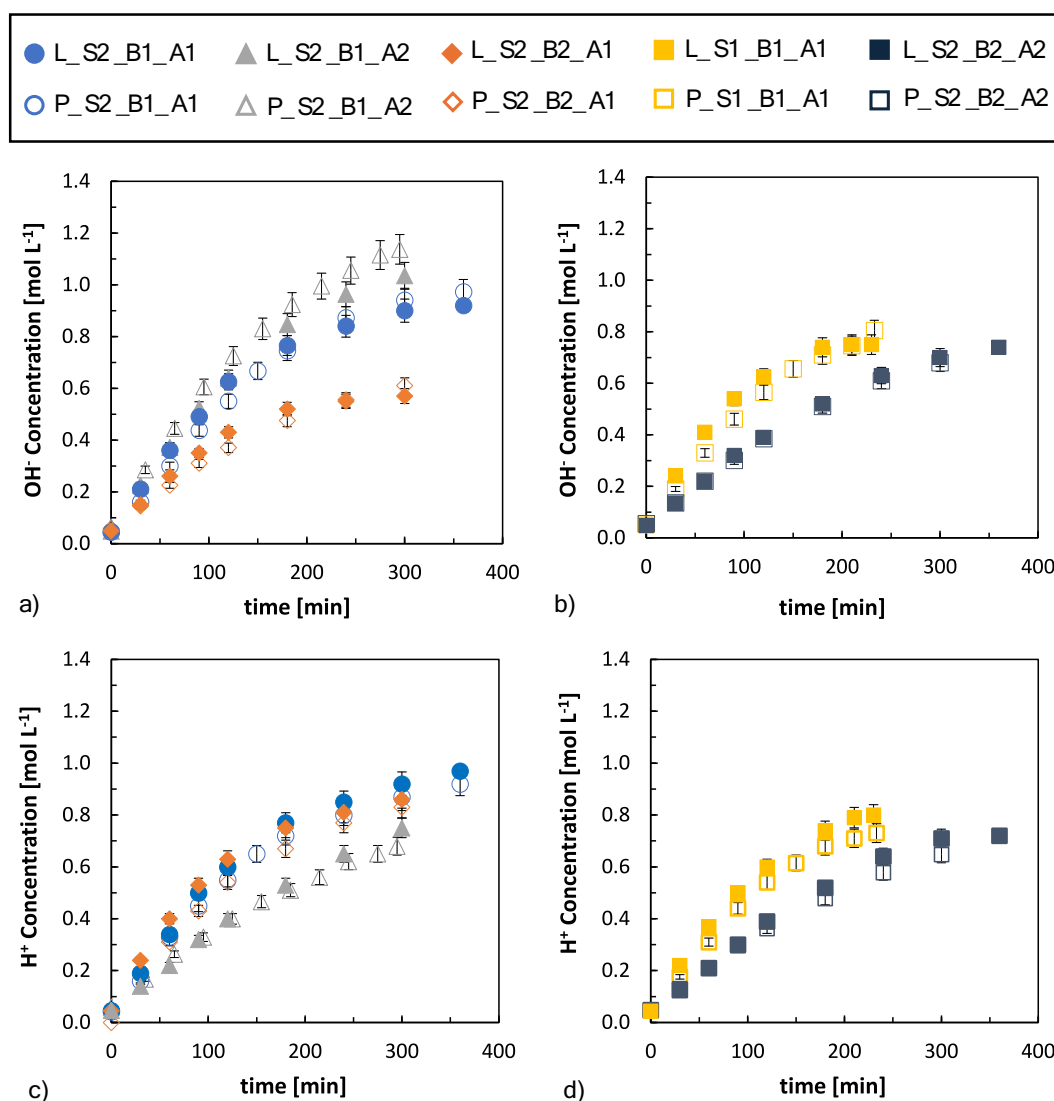 L_S2_B1_A1 L_S2_B1_A2 L_S2_B2_A1 L_S1_B1_A1 L_S2_B2_A2
P_S2_B1_A1 P_S2_B1_A2 P_S2_B2_A1 P_S1_B1_A1 P_S2_B2_A2
OH⁻ Concentration [mol L⁻¹]
1.4
1.2
1.0
0.8
0.6
0.4
0.2
0.0
0 100 200 300 400
time [min]
a)
OH⁻ Concentration [mol L⁻¹]
1.4
1.2
1.0
0.8
0.6
0.4
0.2
0.0
0 100 200 300 400
time [min]
b)
H⁺ Concentration [mol L⁻¹]
1.4
1.2
1.0
0.8
0.6
0.4
0.2
0.0
0 100 200 300 400
time [min]
c)
H⁺ Concentration [mol L⁻¹]
1.4
1.2
1.0
0.8
0.6
0.4
0.2
0.0
0 100 200 300 400
time [min]
d)